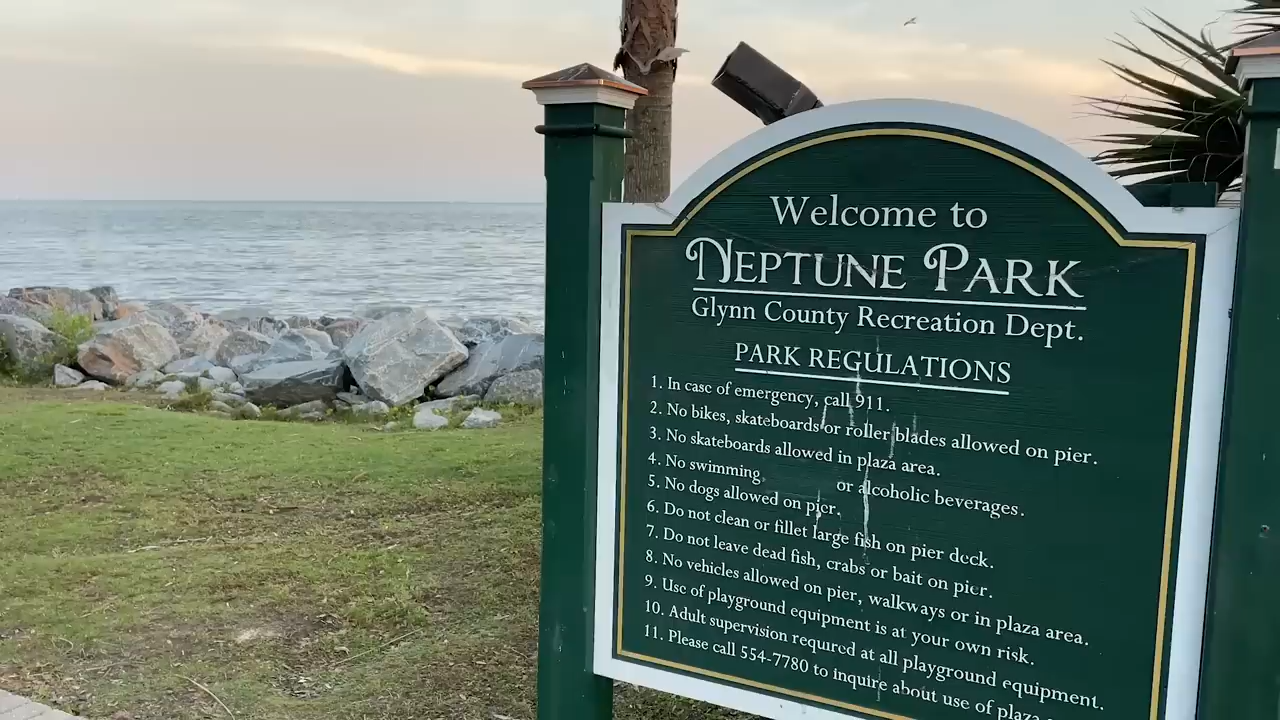 Welcome to
NEPTUNE PARK
Glynn County Recreation Dept.
PARK REGULATIONS
1. In case of emergency, call 911.
2. No bikes, skateboards or roller blades allowed on pier.
3. No skateboards allowed in plaza area.
4. No swimming or alcoholic beverages.
5. No dogs allowed on pier.
6. Do not clean or fillet large fish on pier deck.
7. Do not leave dead fish, crabs or bait on pier.
8. No vehicles allowed on pier, walkways or in plaza area.
9. Use of playground equipment is at your own risk.
10. Adult supervision requred at all playground equipment.
11. Please call 554-7780 to inquire about use of plaza